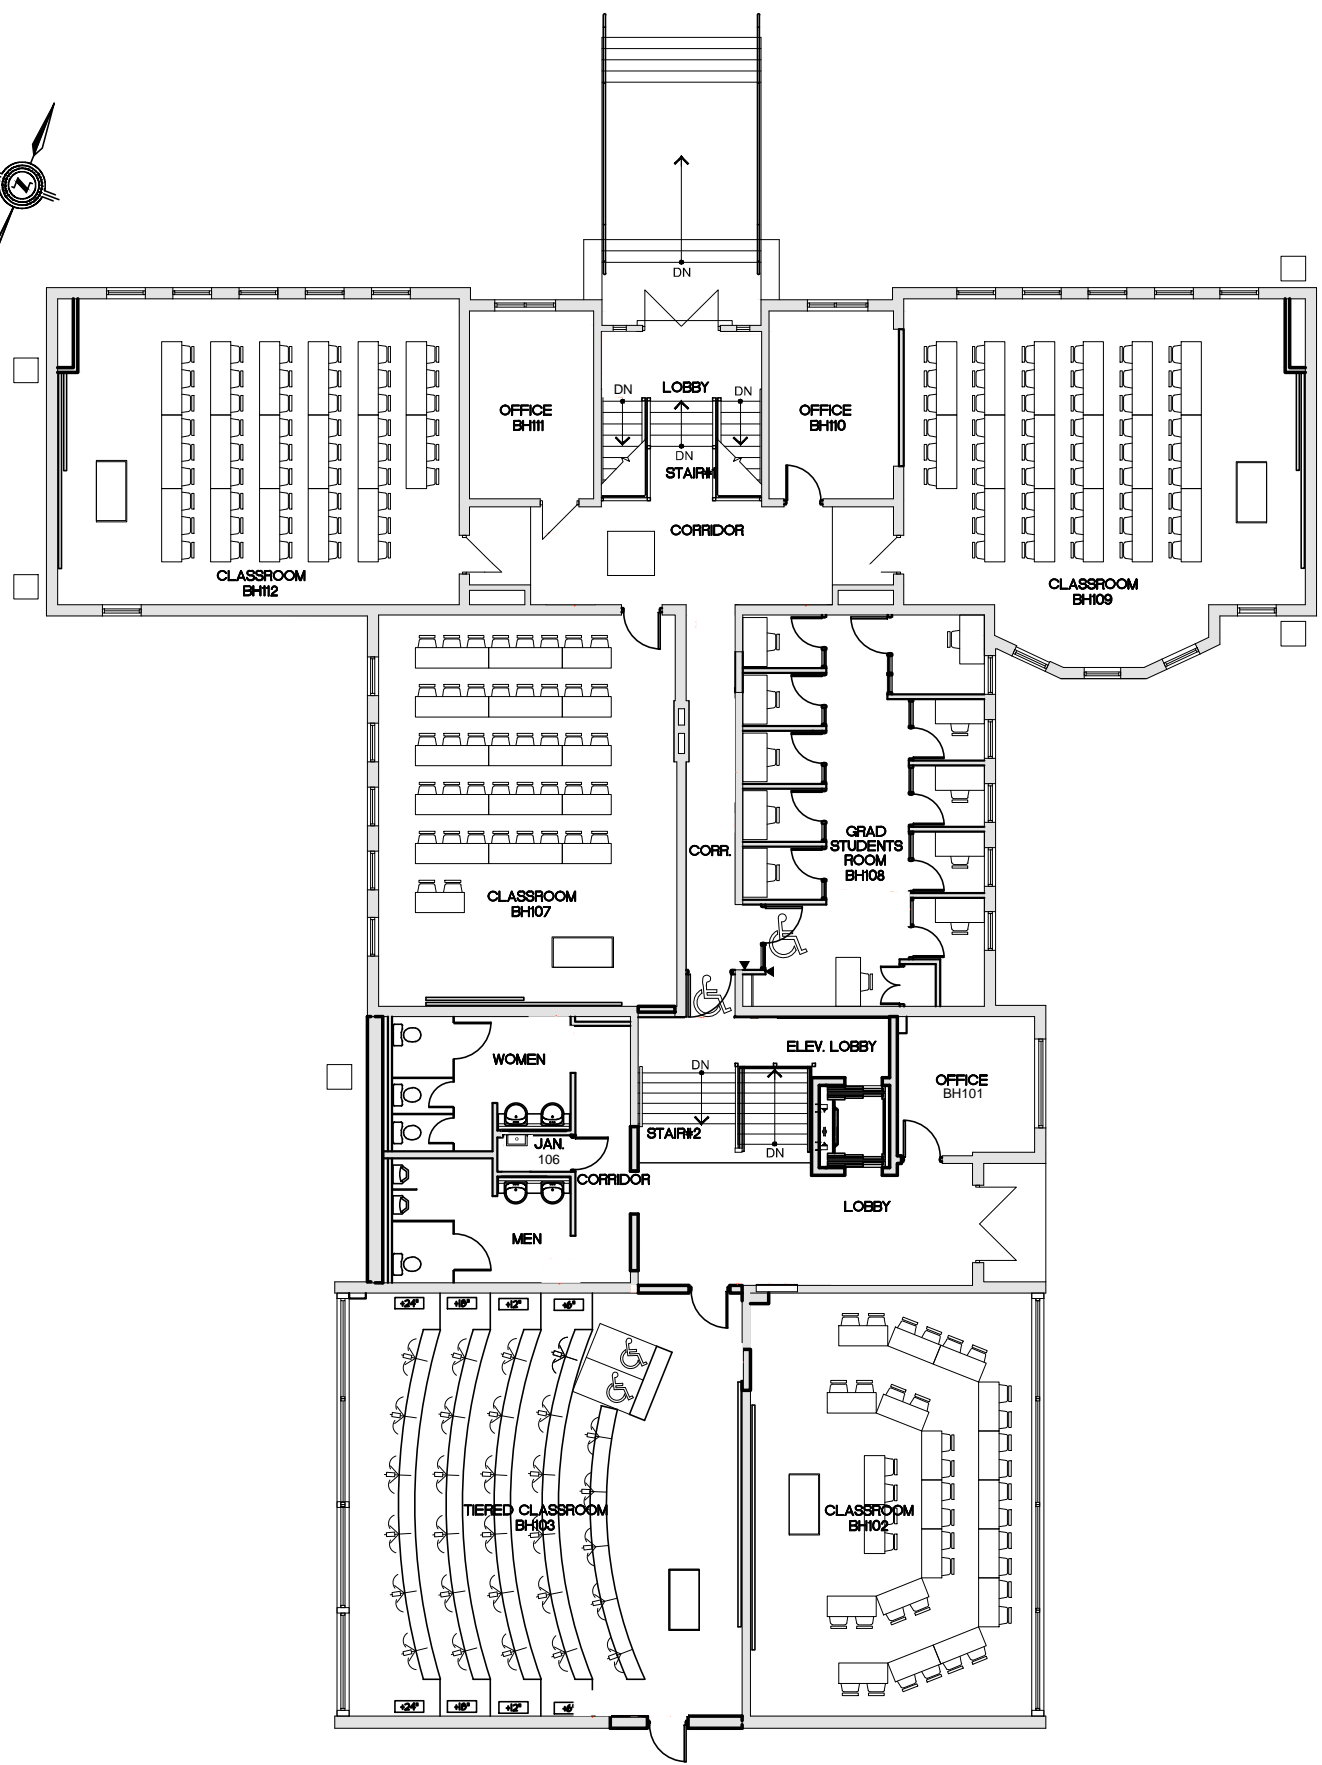 N
DN
DN
LOBBY
DN
OFFICE
BH111
OFFICE
BH110
DN
STAIR#1
CORRIDOR
CLASSROOM
BH112
CLASSROOM
BH109
GRAD
STUDENTS
ROOM
BH108
CORR.
CLASSROOM
BH107
ELEV. LOBBY
WOMEN
DN
OFFICE
BH101
STAIR#2
JAN.
106
DN
CORRIDOR
LOBBY
MEN
+24"
+18"
+12"
+6"
TIERED CLASSROOM
BH103
CLASSROOM
BH102
+24"
+18"
+12"
+6"